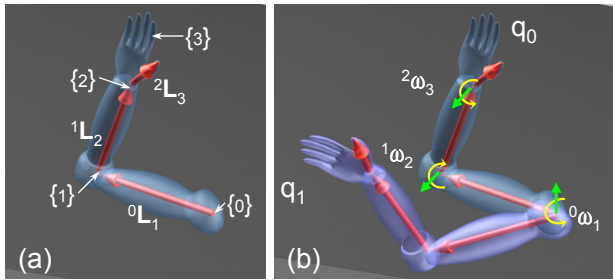 {3}
{2}
²L₃
¹L₂
{1}
⁰L₁
{0}
(a)
q₀
²ω₃
¹ω₂
q₁
⁰ω₁
(b)